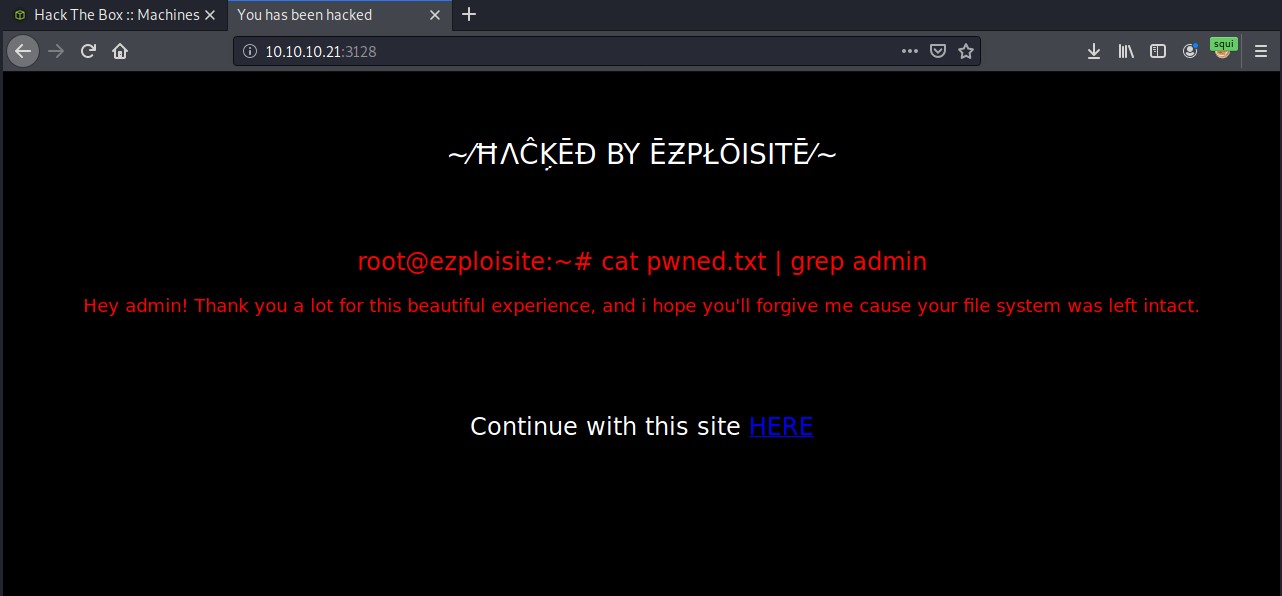 Hack The Box :: Machines
You has been hacked
10.10.10.21:3128
squi
~/ĦΛĈĶ̦ĒĐ BY ĒƵPŁŌISITĒ/~
root@ezploisite:~# cat pwned.txt | grep admin
Hey admin! Thank you a lot for this beautiful experience, and i hope you'll forgive me cause your file system was left intact.
Continue with this site HERE